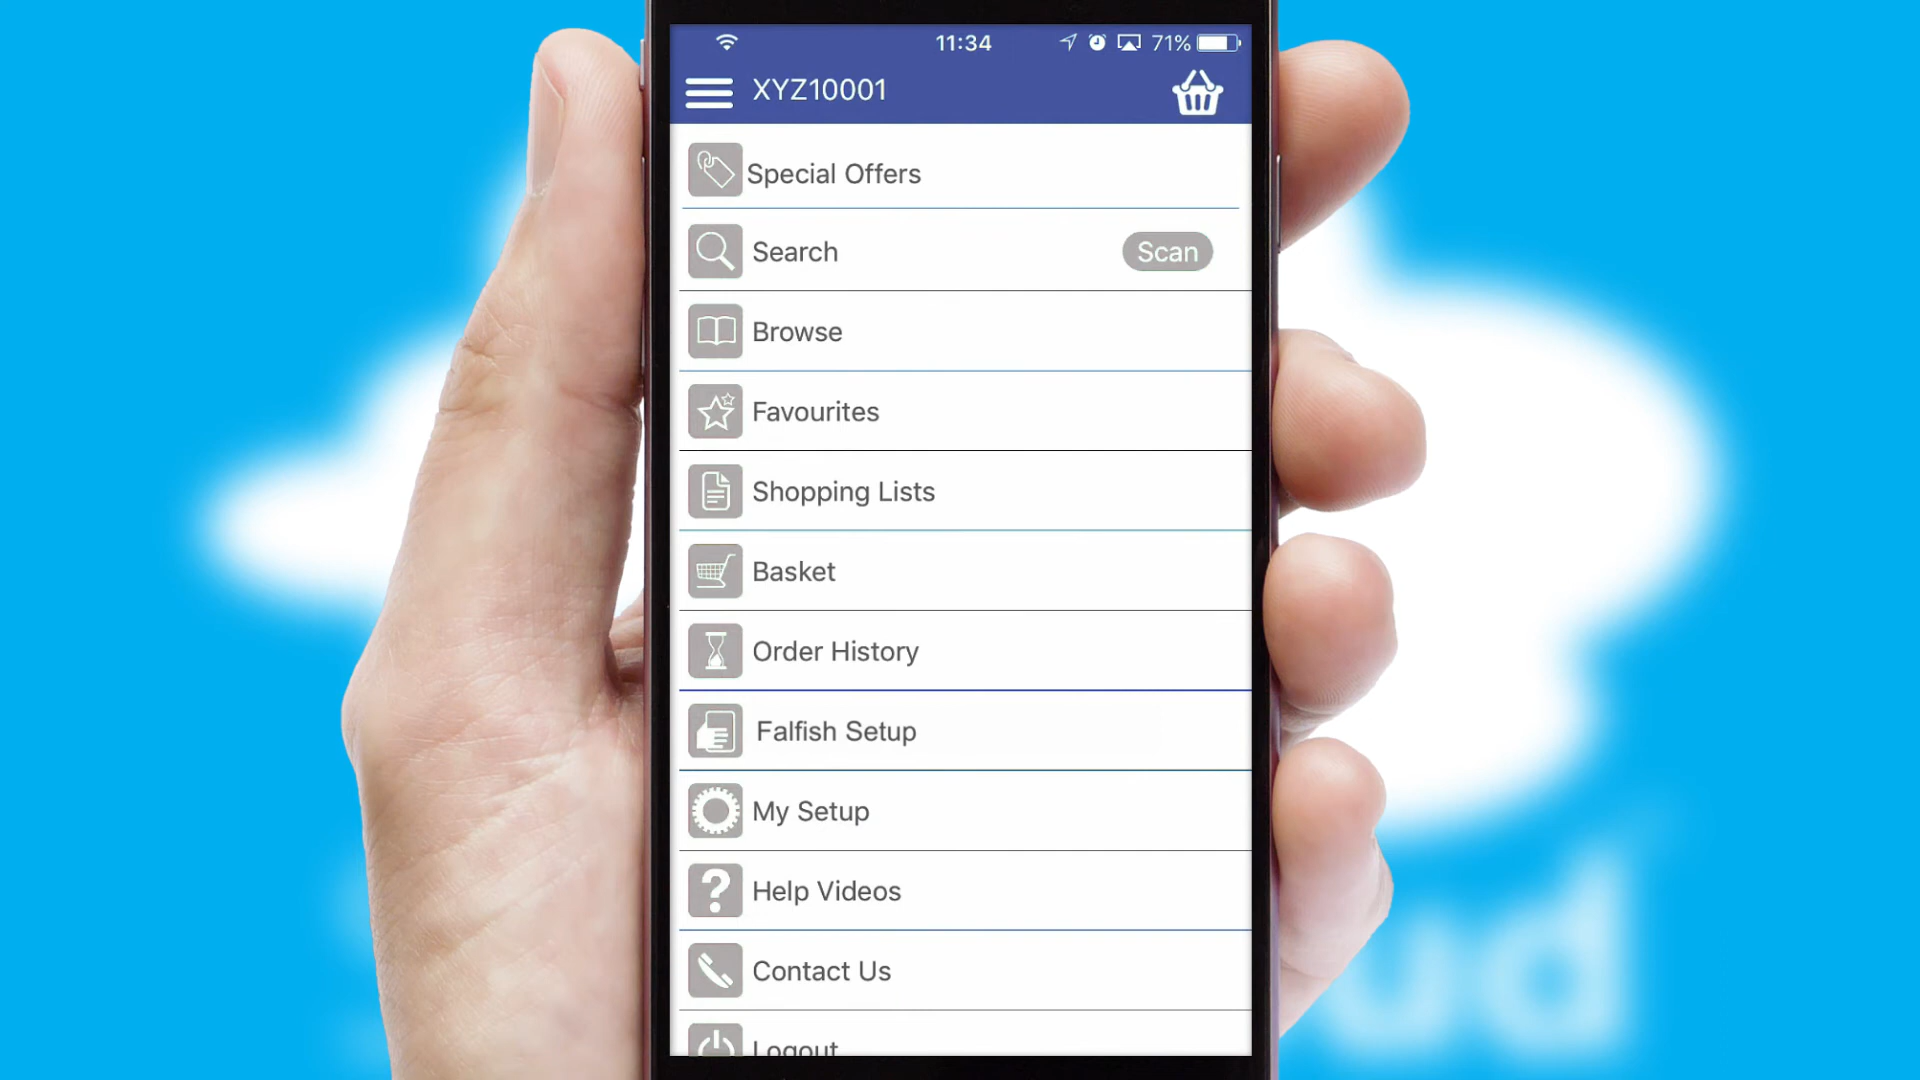 11:34
71%
XYZ10001
Special Offers
Search
Scan
Browse
Favourites
Shopping Lists
Basket
Order History
Falfish Setup
My Setup
Help Videos
Contact Us
Logout
ud